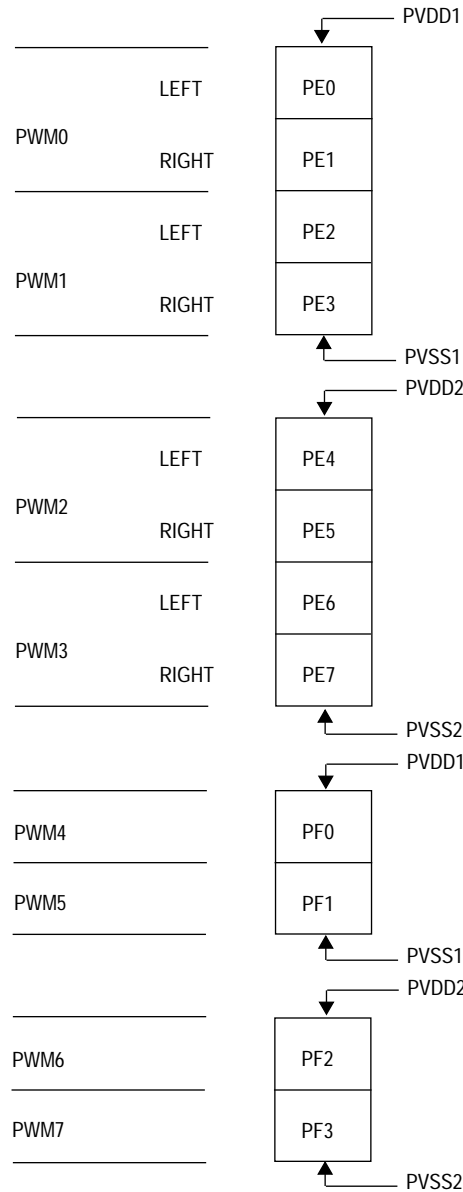 PVDD1
LEFT PE0
PWM0
RIGHT PE1
LEFT PE2
PWM1
RIGHT PE3
PVSS1
PVDD2
LEFT PE4
PWM2
RIGHT PE5
LEFT PE6
PWM3
RIGHT PE7
PVSS2
PVDD1
PWM4 PF0
PWM5 PF1
PVSS1
PVDD2
PWM6 PF2
PWM7 PF3
PVSS2